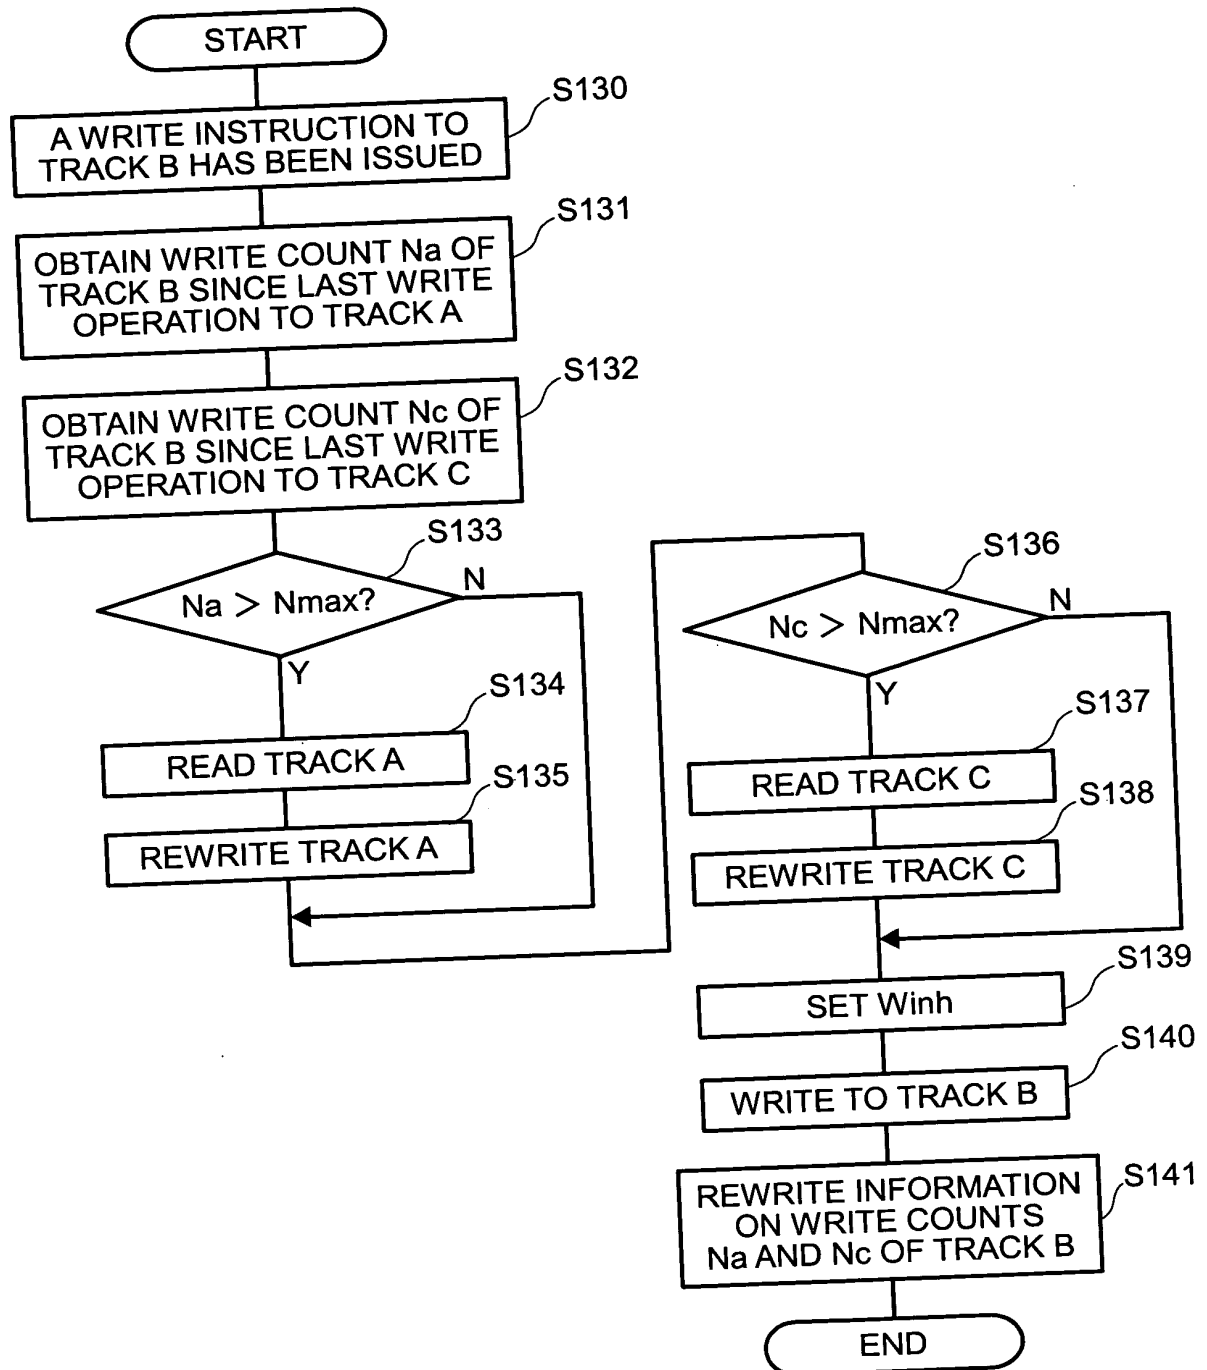 START
S130
A WRITE INSTRUCTION TO
TRACK B HAS BEEN ISSUED
S131
OBTAIN WRITE COUNT Na OF
TRACK B SINCE LAST WRITE
OPERATION TO TRACK A
S132
OBTAIN WRITE COUNT Nc OF
TRACK B SINCE LAST WRITE
OPERATION TO TRACK C
S133
Na > Nmax?
N
Y
S134
READ TRACK A
S135
REWRITE TRACK A
S136
Nc > Nmax?
N
Y
S137
READ TRACK C
S138
REWRITE TRACK C
S139
SET Winh
S140
WRITE TO TRACK B
S141
REWRITE INFORMATION
ON WRITE COUNTS
Na AND Nc OF TRACK B
END